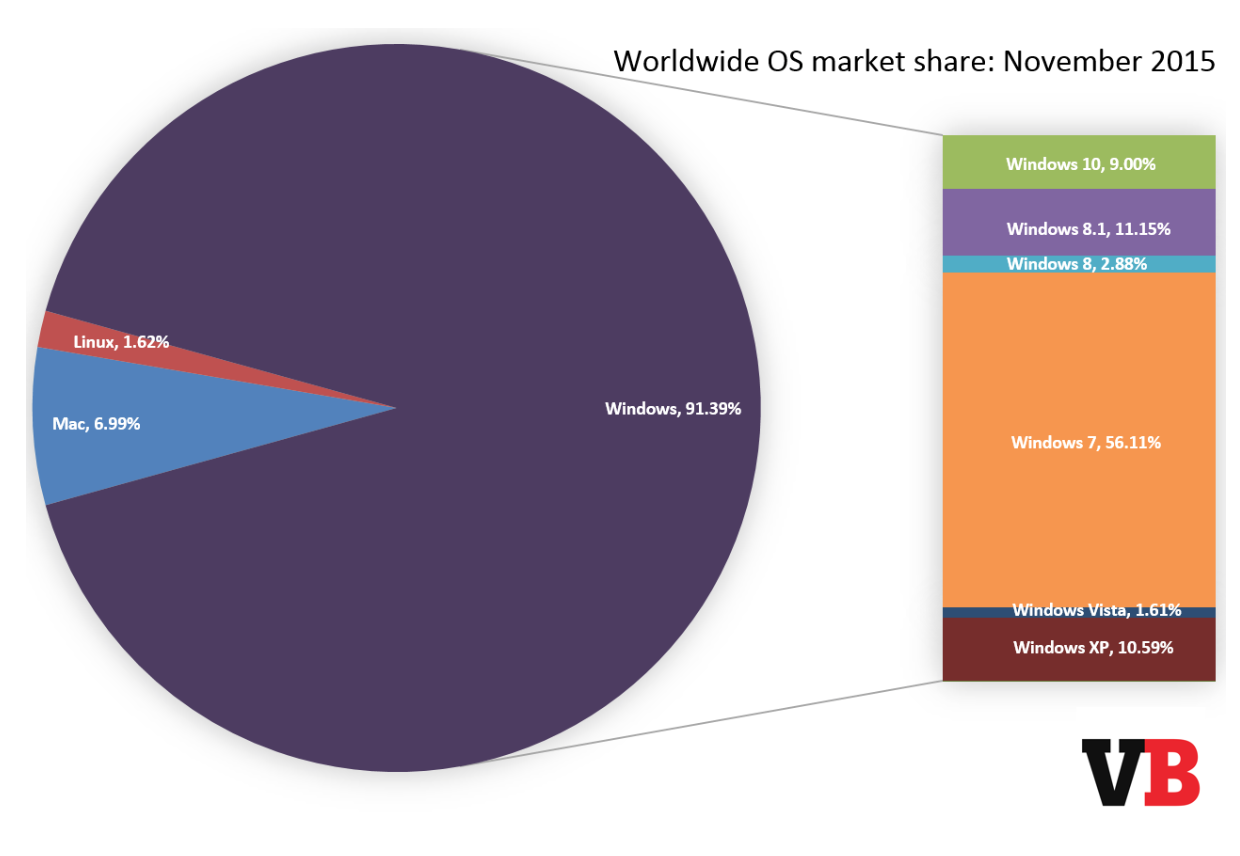 Worldwide OS market share: November 2015
Windows 10, 9.00%
Windows 8.1, 11.15%
Windows 8, 2.88%
Linux, 1.62%
Windows, 91.39%
Mac, 6.99%
Windows 7, 56.11%
Windows Vista, 1.61%
Windows XP, 10.59%
VB